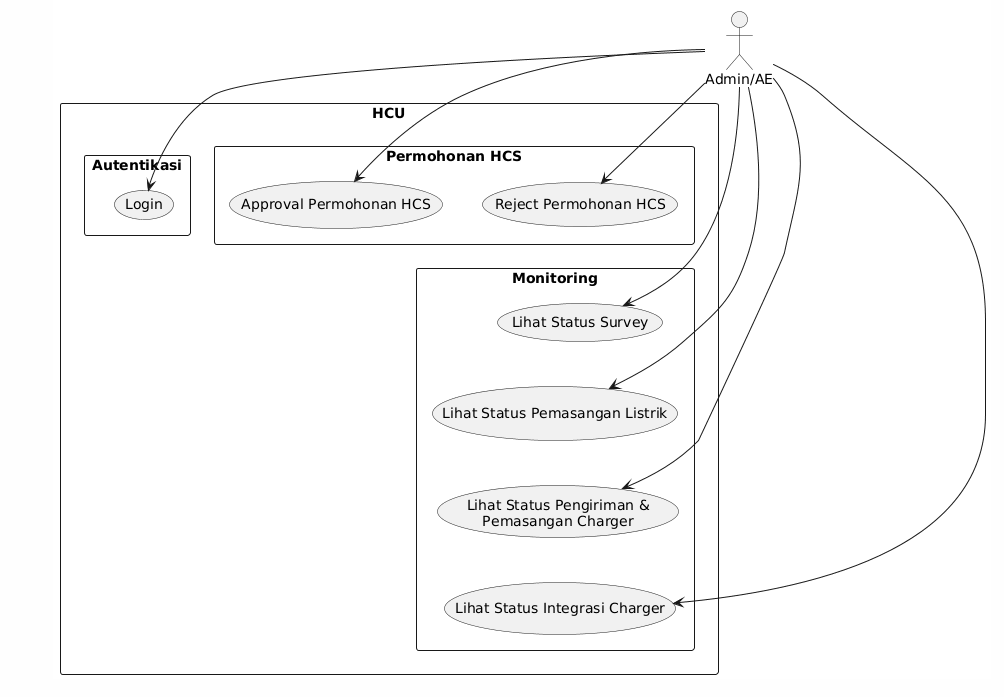 Admin/AE
HCU
Autentikasi
Login
Permohonan HCS
Approval Permohonan HCS
Reject Permohonan HCS
Monitoring
Lihat Status Survey
Lihat Status Pemasangan Listrik
Lihat Status Pengiriman &
Pemasangan Charger
Lihat Status Integrasi Charger